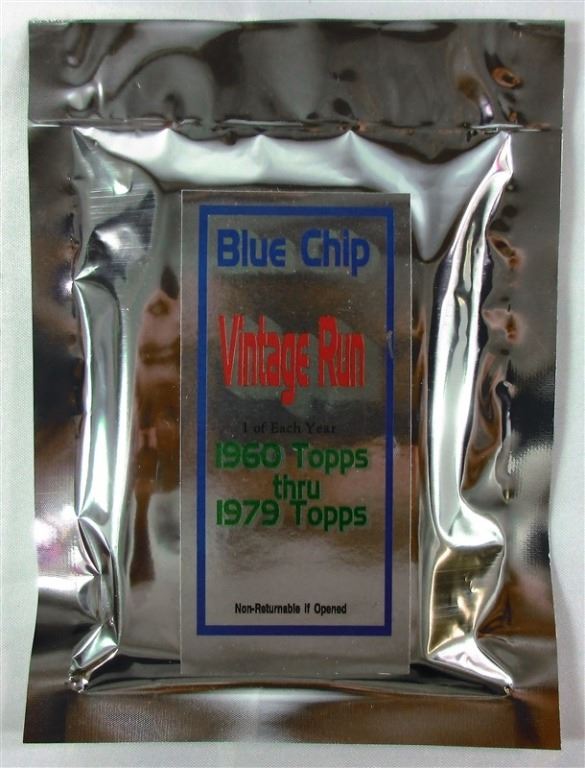 Blue Chip
Vintage Run
1 of Each Year
1960 Topps
thru
1979 Topps
Non-Returnable If Opened